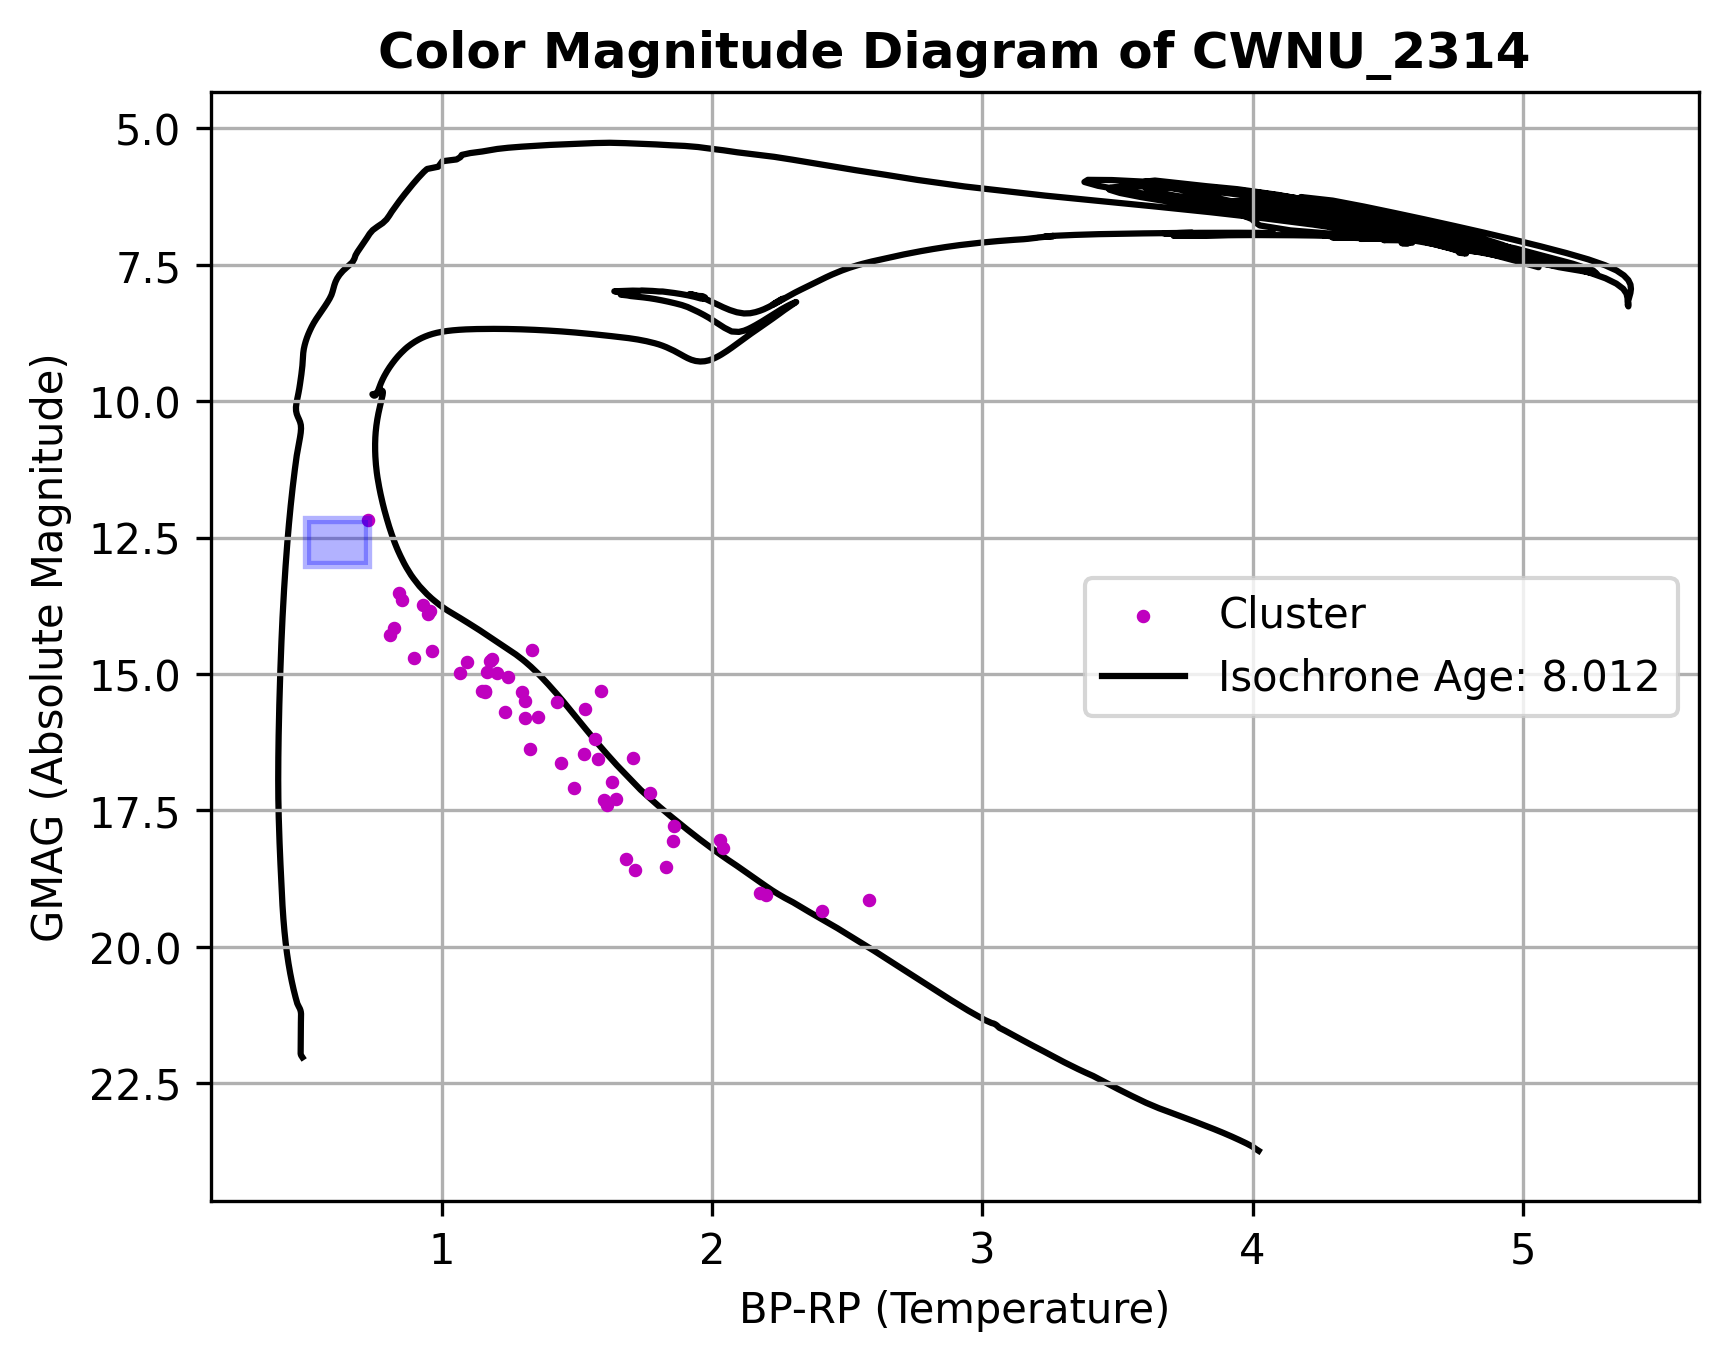 Color Magnitude Diagram of CWNU_2314
GMAG (Absolute Magnitude)
5.0
7.5
10.0
12.5
15.0
17.5
20.0
22.5
Cluster
Isochrone Age: 8.012
1 2 3 4 5
BP-RP (Temperature)